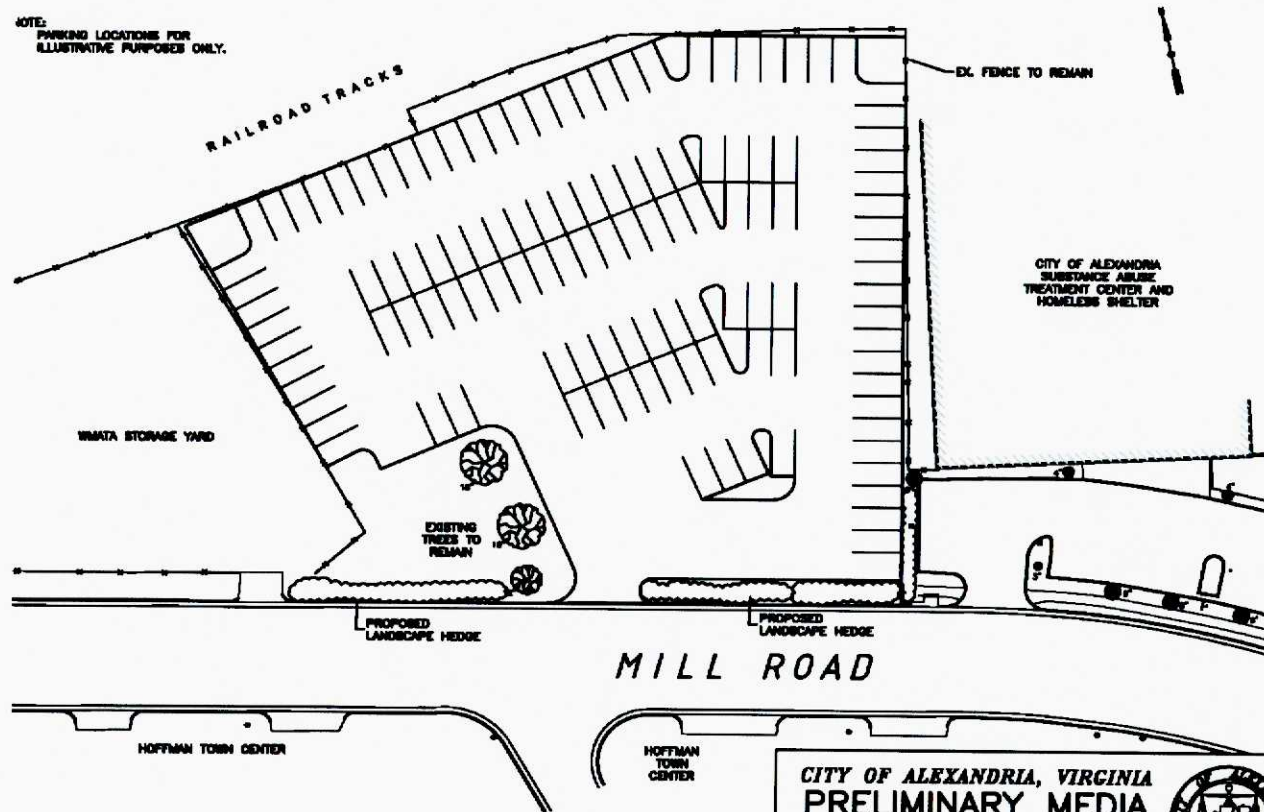 NOTE:
PARKING LOCATIONS FOR
ILLUSTRATIVE PURPOSES ONLY.
RAILROAD TRACKS
EX. FENCE TO REMAIN
CITY OF ALEXANDRIA
SUBSTANCE ABUSE
TREATMENT CENTER AND
HOMELESS SHELTER
WMATA STORAGE YARD
EXISTING
TREES TO
REMAIN
PROPOSED
LANDSCAPE HEDGE
PROPOSED
LANDSCAPE HEDGE
MILL ROAD
HOFFMAN TOWN CENTER
HOFFMAN
TOWN
CENTER
CITY OF ALEXANDRIA, VIRGINIA
PRELIMINARY MEDIA